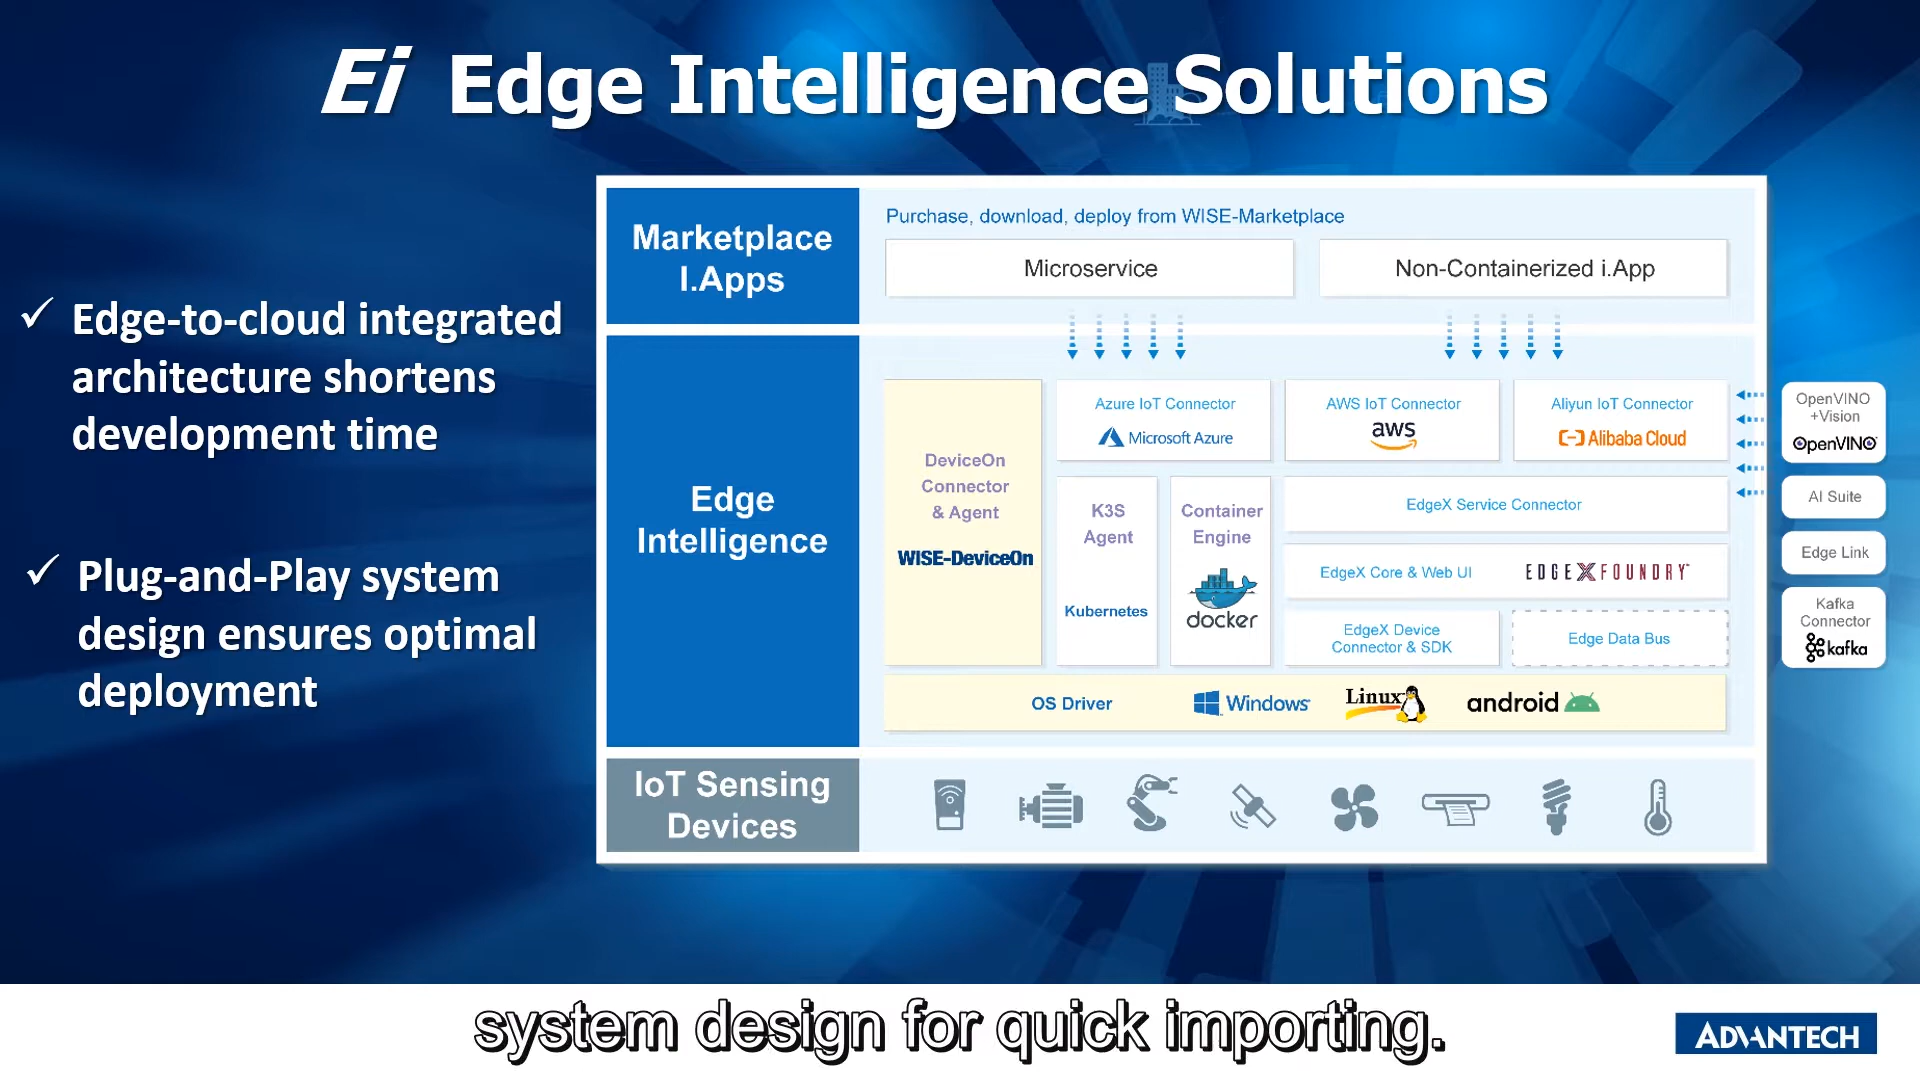 Ei Edge Intelligence Solutions
Edge-to-cloud integrated
architecture shortens
development time
Plug-and-Play system
design ensures optimal
deployment
Marketplace
I.Apps
Purchase, download, deploy from WISE-Marketplace
Microservice
Non-Containerized i.App
Edge
Intelligence
DeviceOn
Connector
& Agent
WISE-DeviceOn
Azure IoT Connector
Microsoft Azure
AWS IoT Connector
aws
Aliyun IoT Connector
Alibaba Cloud
K3S
Agent
Kubernetes
Container
Engine
docker
EdgeX Service Connector
EdgeX Core & Web UI
EDGE X FOUNDRY
EdgeX Device
Connector & SDK
Edge Data Bus
OS Driver
Windows
Linux
android
OpenVINO
+Vision
OpenVINO
AI Suite
Edge Link
Kafka
Connector
kafka
IoT Sensing
Devices
system design for quick importing.
ADVANTECH